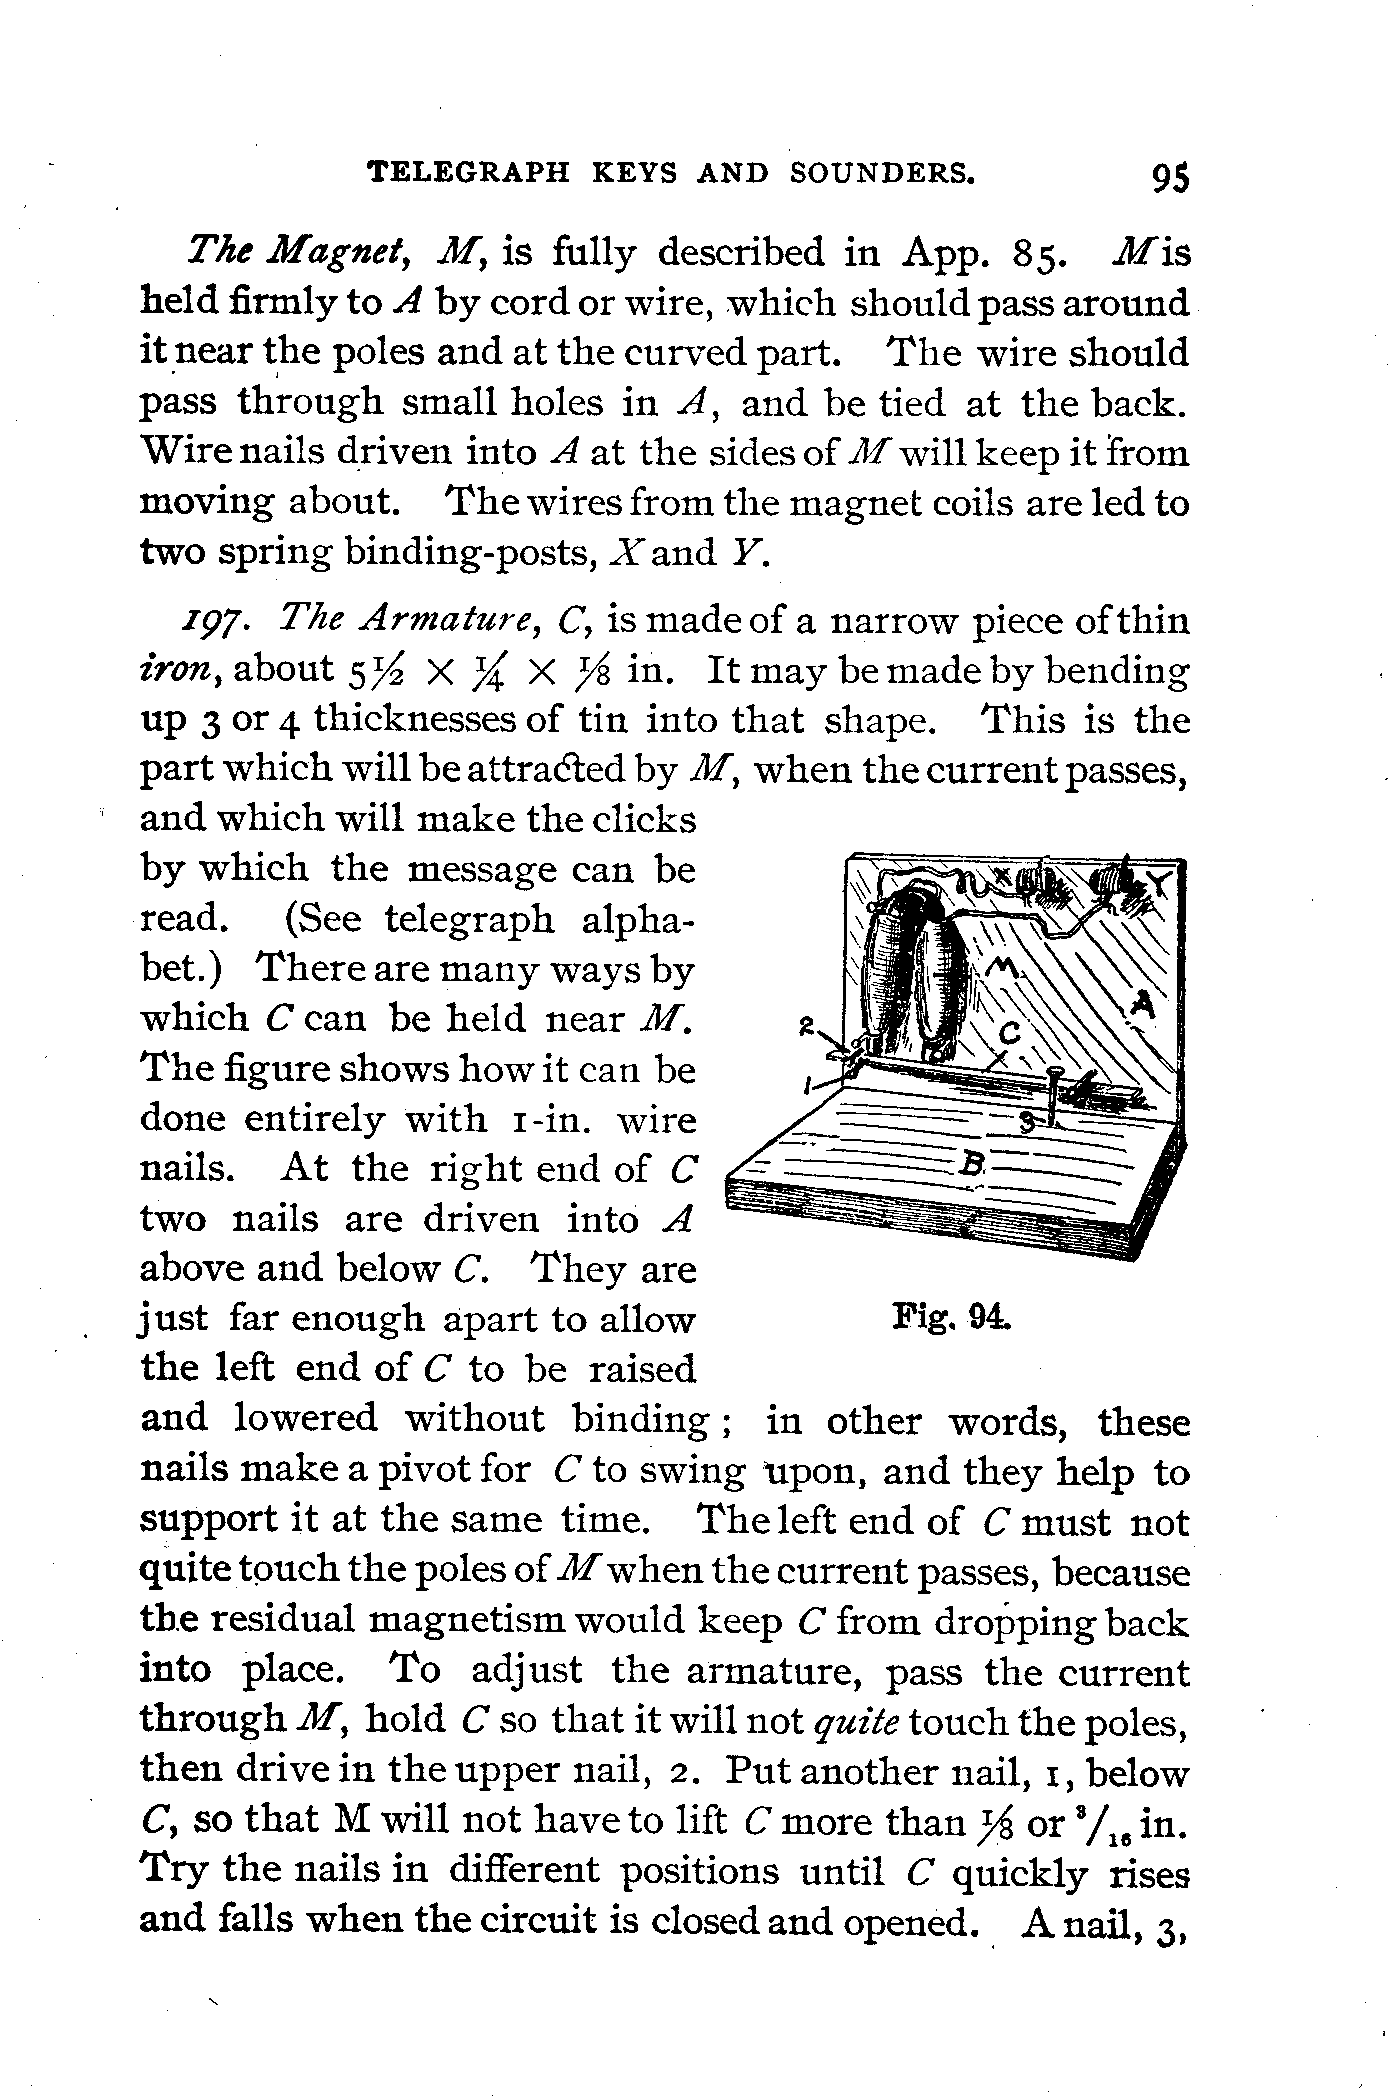 TELEGRAPH KEYS AND SOUNDERS. 95
The Magnet, M, is fully described in App. 85. M is
held firmly to A by cord or wire, which should pass around
it near the poles and at the curved part. The wire should
pass through small holes in A, and be tied at the back.
Wire nails driven into A at the sides of M will keep it from
moving about. The wires from the magnet coils are led to
two spring binding-posts, X and Y.
197. The Armature, C, is made of a narrow piece of thin
iron, about 5½ × ¼ × ⅛ in. It may be made by bending
up 3 or 4 thicknesses of tin into that shape. This is the
part which will be attracted by M, when the current passes,
and which will make the clicks
by which the message can be
read. (See telegraph alpha-
bet.) There are many ways by
which C can be held near M.
The figure shows how it can be
done entirely with 1-in. wire
nails. At the right end of C
two nails are driven into A
above and below C. They are
just far enough apart to allow
the left end of C to be raised
X Y
M
A
2
C
1
3
B
Fig. 94.
and lowered without binding; in other words, these
nails make a pivot for C to swing upon, and they help to
support it at the same time. The left end of C must not
quite touch the poles of M when the current passes, because
the residual magnetism would keep C from dropping back
into place. To adjust the armature, pass the current
through M, hold C so that it will not quite touch the poles,
then drive in the upper nail, 2. Put another nail, 1, below
C, so that M will not have to lift C more than ⅛ or 3/16 in.
Try the nails in different positions until C quickly rises
and falls when the circuit is closed and opened. A nail, 3,